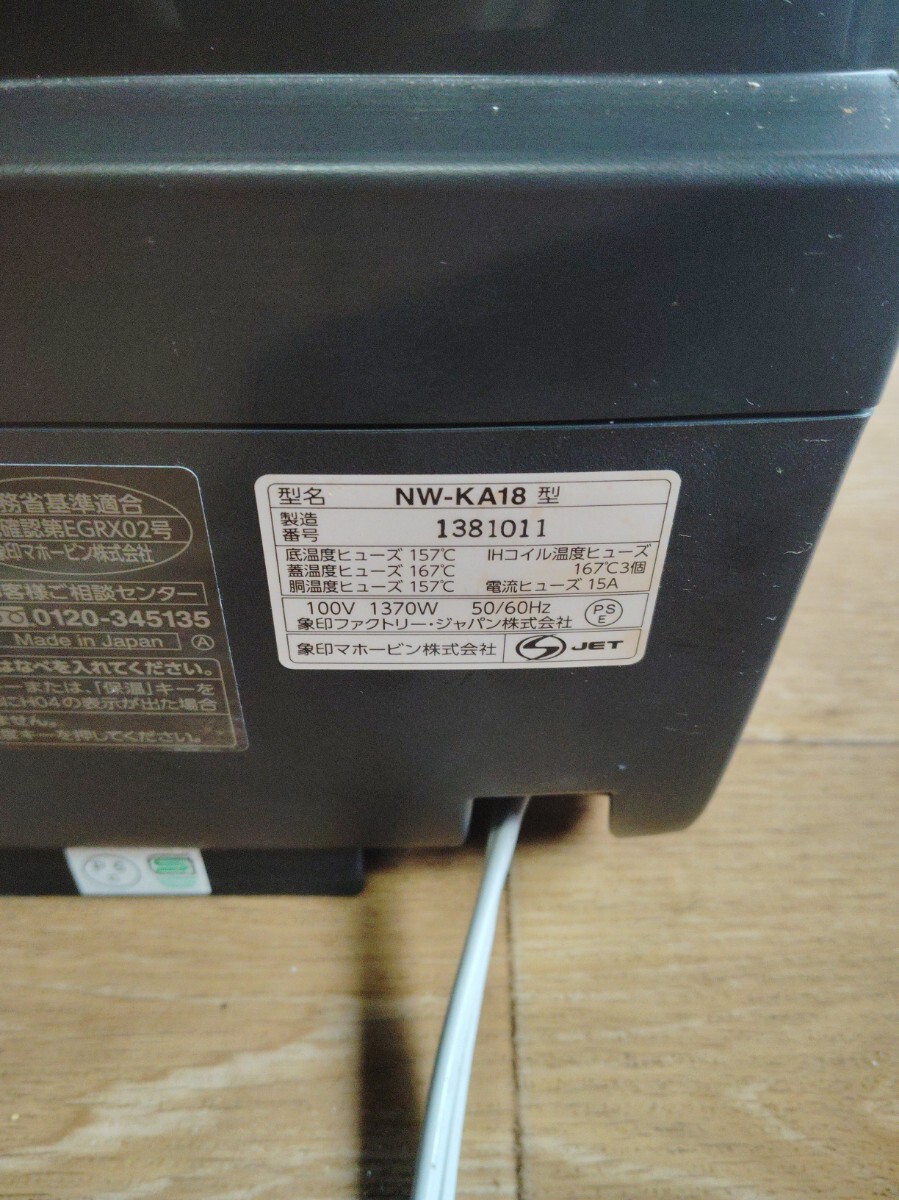 務省基準適合
確認第EGRX02号
象印マホービン株式会社
客様ご相談センター
0120-345135
Made in Japan Ⓐ
はなべを入れてください。
ーまたは、「保温」キーを
にH04の表示が出た場合
ません。
度キーを押してください。
型名 NW-KA18 型
製造番号 1381011
底温度ヒューズ 157℃ IHコイル温度ヒューズ
蓋温度ヒューズ 167℃ 167℃3個
胴温度ヒューズ 157℃ 電流ヒューズ 15A
100V 1370W 50/60Hz PSE
象印ファクトリー・ジャパン株式会社
象印マホービン株式会社 JET